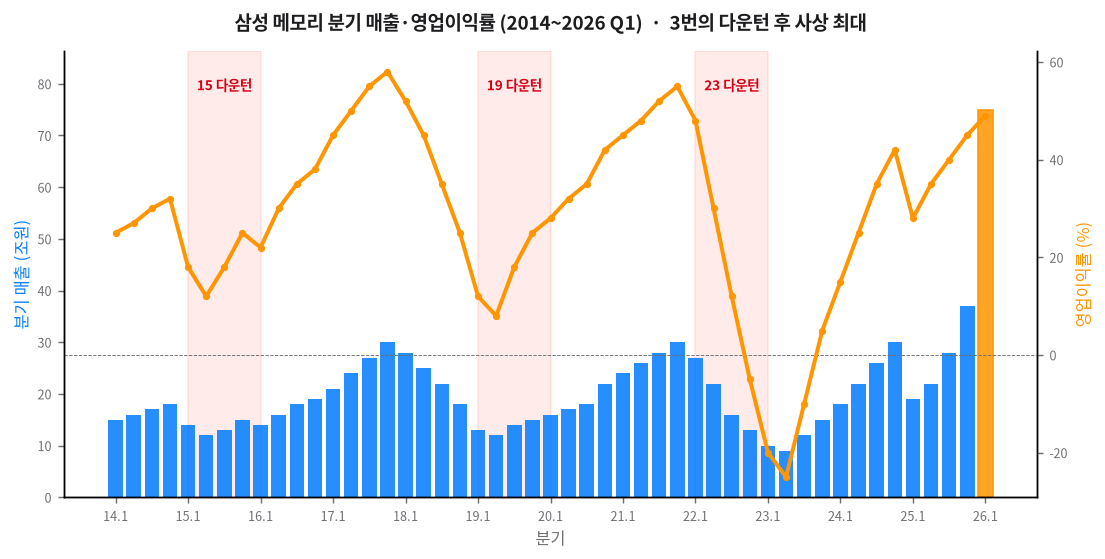 삼성 메모리 분기 매출·영업이익률 (2014~2026 Q1) · 3번의 다운턴 후 사상 최대
15 다운턴 19 다운턴 23 다운턴
분기 매출 (조원)
80
70
60
50
40
30
20
10
0
영업이익률 (%)
60
40
20
0
-20
14.1 15.1 16.1 17.1 18.1 19.1 20.1 21.1 22.1 23.1 24.1 25.1 26.1
분기